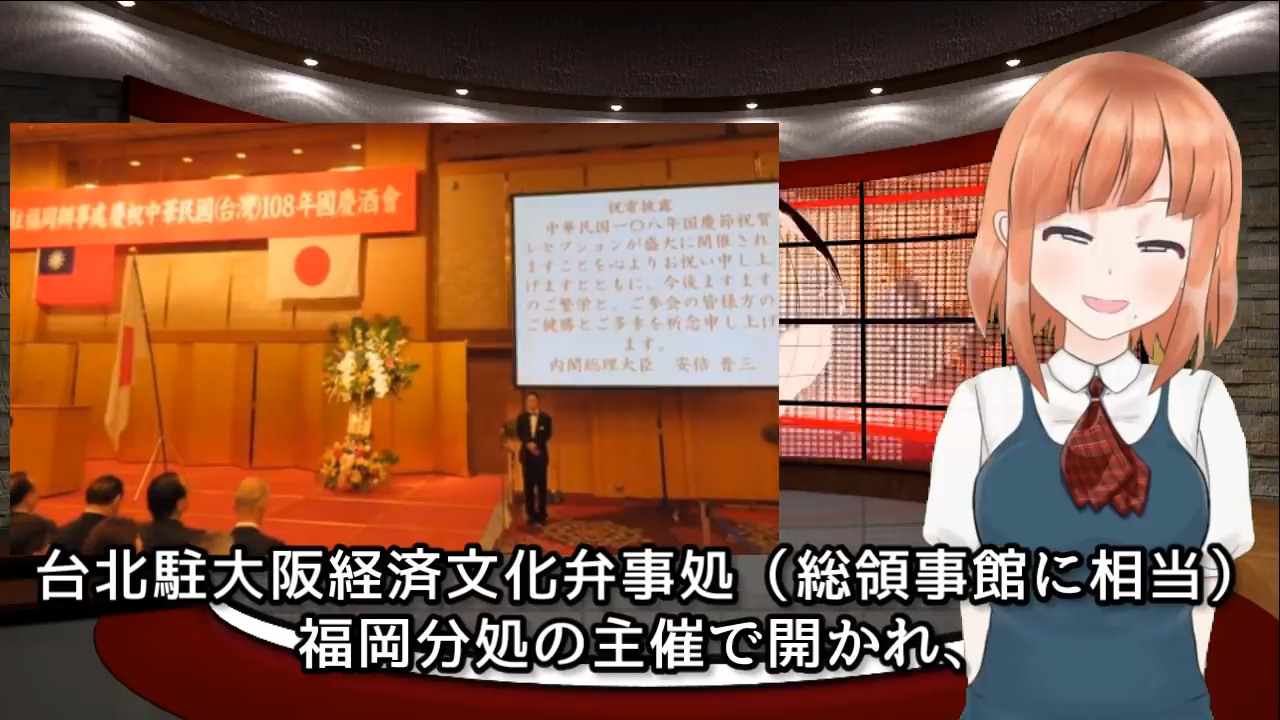 駐福岡辦事處慶祝中華民國(台灣)108年國慶酒會
祝電披露
中華民国一〇八年国慶節祝賀
レセプションが盛大に開催され
ますことを心よりお祝い申し上
げますとともに、今後ますます
のご繁栄と、ご参会の皆様方の
ご健勝とご多幸を祈念申し上げ
ます。
内閣総理大臣 安倍 晋三
台北駐大阪経済文化弁事処（総領事館に相当）
福岡分処の主催で開かれ、